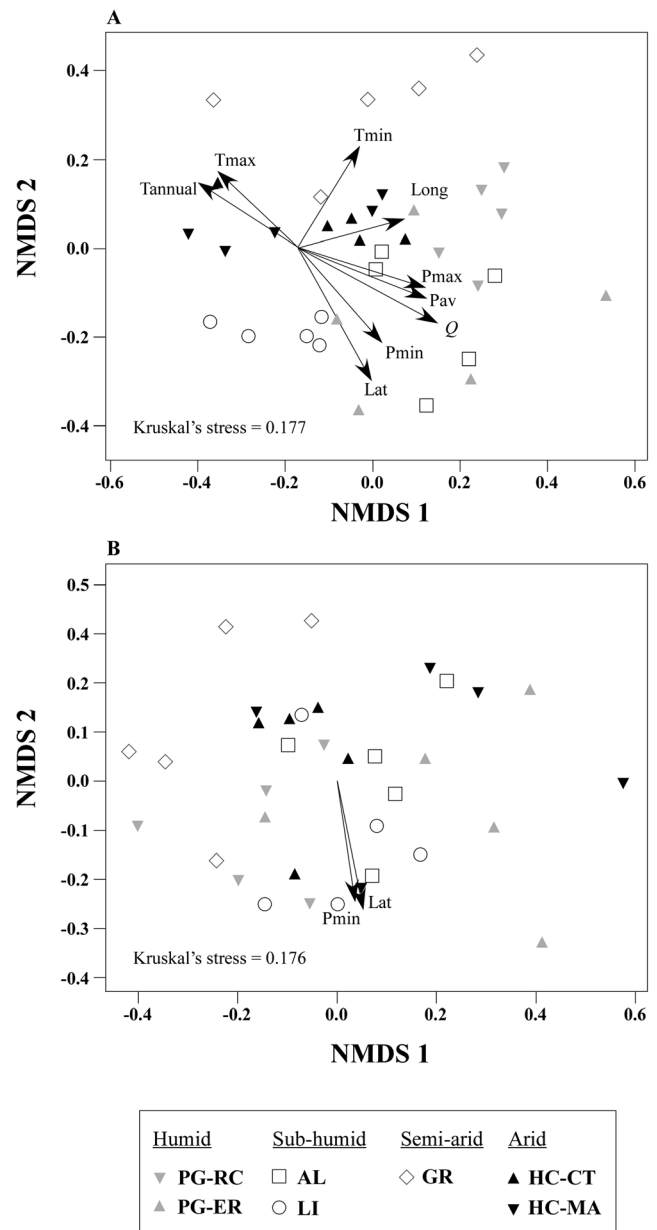 A
NMDS 2
0.4
0.2
0.0
-0.2
-0.4
Tmin
Tmax
Tannual
Long
Pmax
Pav
Q
Pmin
Lat
Kruskal's stress = 0.177
-0.6 -0.4 -0.2 0.0 0.2 0.4 0.6
NMDS 1
B
NMDS 2
0.5
0.4
0.2
0.1
0.0
-0.1
-0.2
-0.3
-0.4
Lat
Pmin
Kruskal's stress = 0.176
-0.4 -0.2 0.0 0.2 0.4 0.6
NMDS 1
Humid Sub-humid Semi-arid Arid
PG-RC AL GR HC-CT
PG-ER LI HC-MA